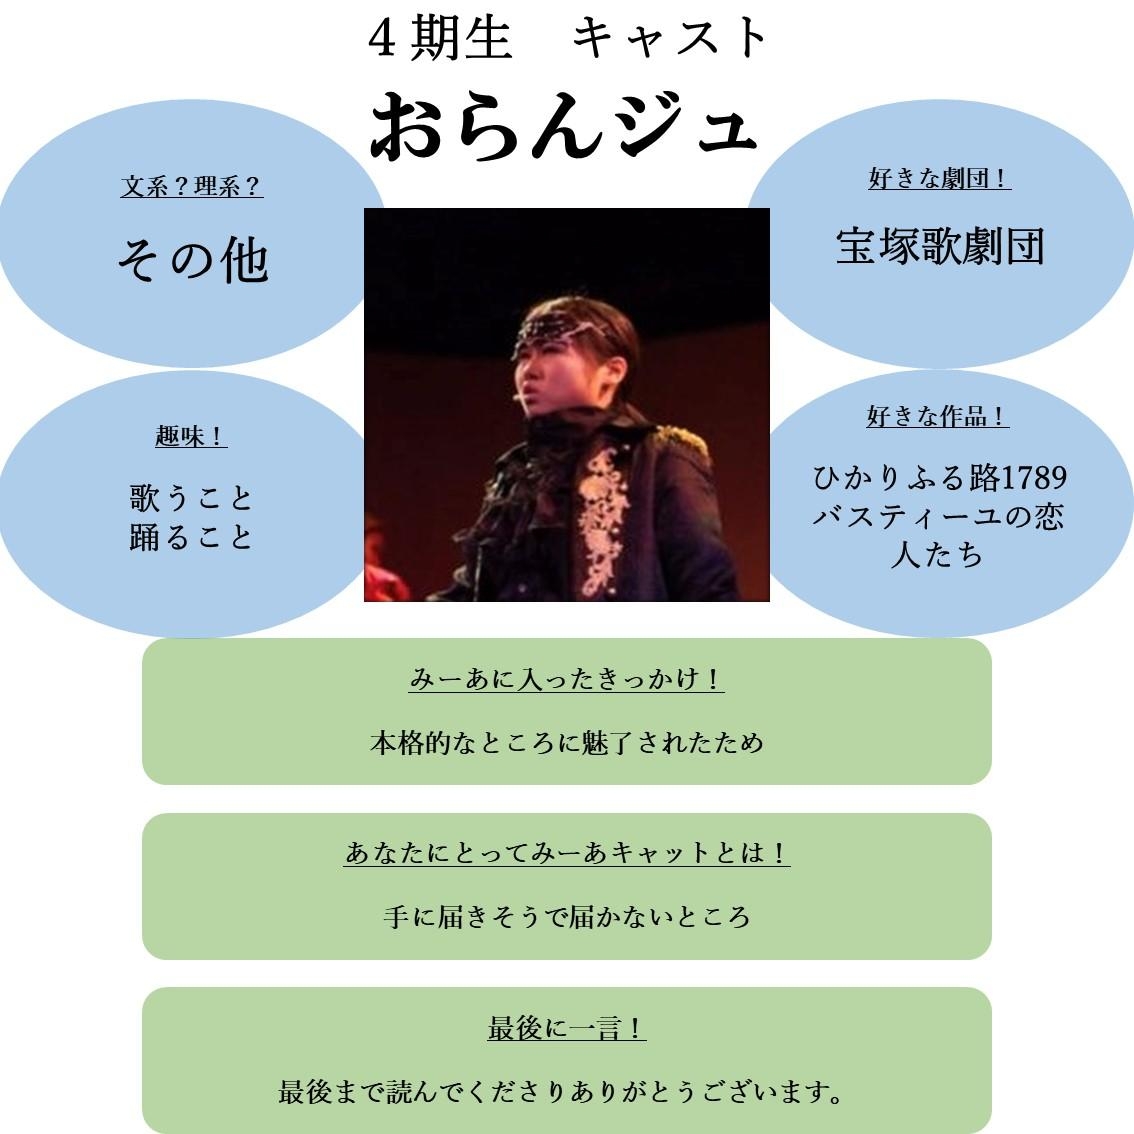 ４期生　キャスト
おらんジュ
文系？理系？
その他
好きな劇団！
宝塚歌劇団
趣味！
歌うこと
踊ること
好きな作品！
ひかりふる路1789
バスティーユの恋
人たち
みーあに入ったきっかけ！
本格的なところに魅了されたため
あなたにとってみーあキャットとは！
手に届きそうで届かないところ
最後に一言！
最後まで読んでくださりありがとうございます。